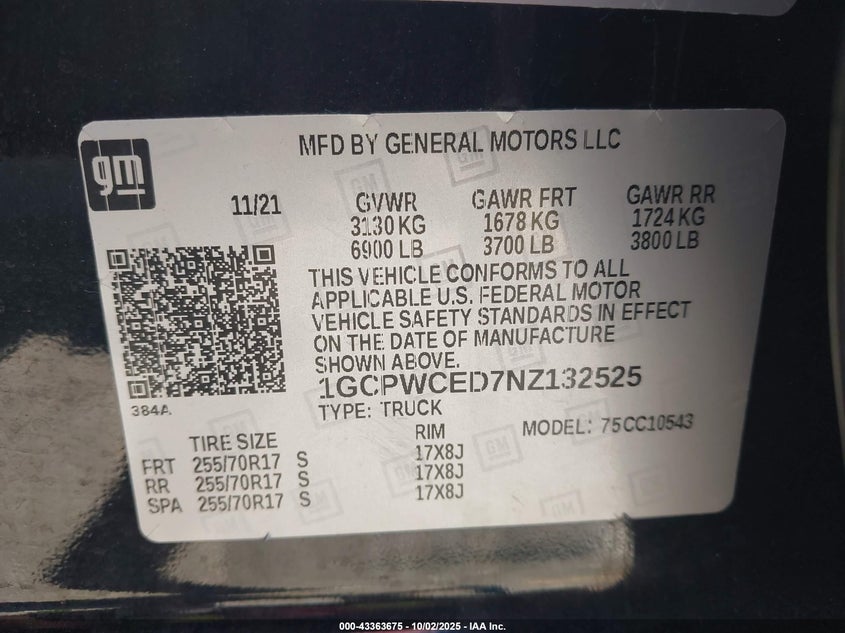 gm
MFD BY GENERAL MOTORS LLC
11/21
GVWR GAWR FRT GAWR RR
3130 KG 1678 KG 1724 KG
6900 LB 3700 LB 3800 LB
THIS VEHICLE CONFORMS TO ALL
APPLICABLE U.S. FEDERAL MOTOR
VEHICLE SAFETY STANDARDS IN EFFECT
ON THE DATE OF MANUFACTURE
SHOWN ABOVE.
1GCPWCED7NZ132525
384A
TYPE: TRUCK
MODEL: 75CC10543
TIRE SIZE RIM
FRT 255/70R17 S 17X8J
RR 255/70R17 S 17X8J
SPA 255/70R17 S 17X8J
000-43363675 - 10/02/2025 - IAA Inc.